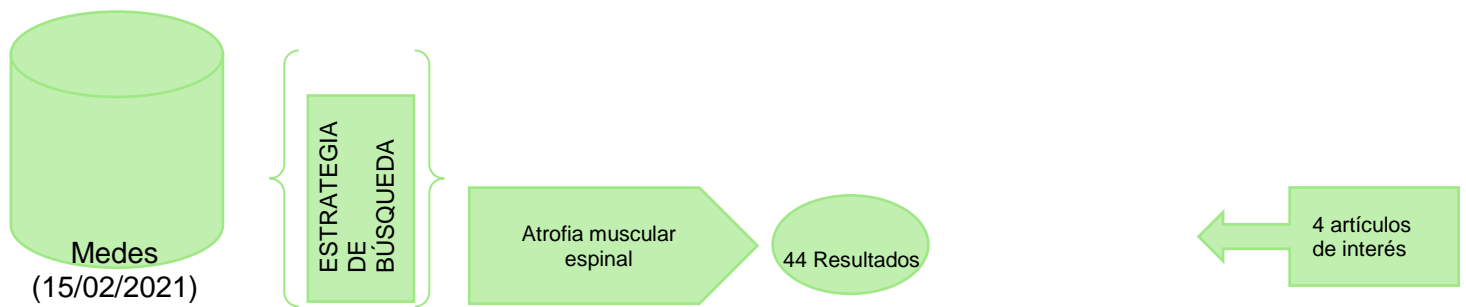 Medes
(15/02/2021)
ESTRATEGIA
DE
BÚSQUEDA
Atrofia muscular
espinal
44 Resultados
4 artículos
de interés